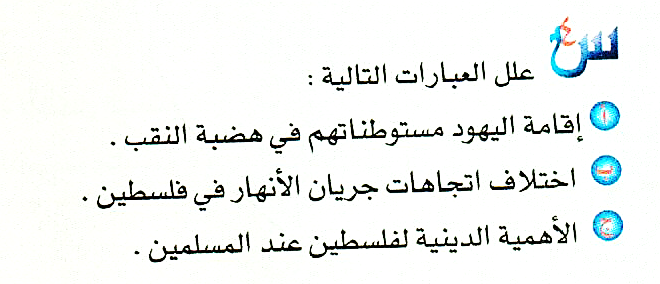 س٤ علل العبارات التالية :
أ إقامة اليهود مستوطناتهم في هضبة النقب .
ب اختلاف اتجاهات جريان الأنهار في فلسطين .
ج الأهمية الدينية لفلسطين عند المسلمين .